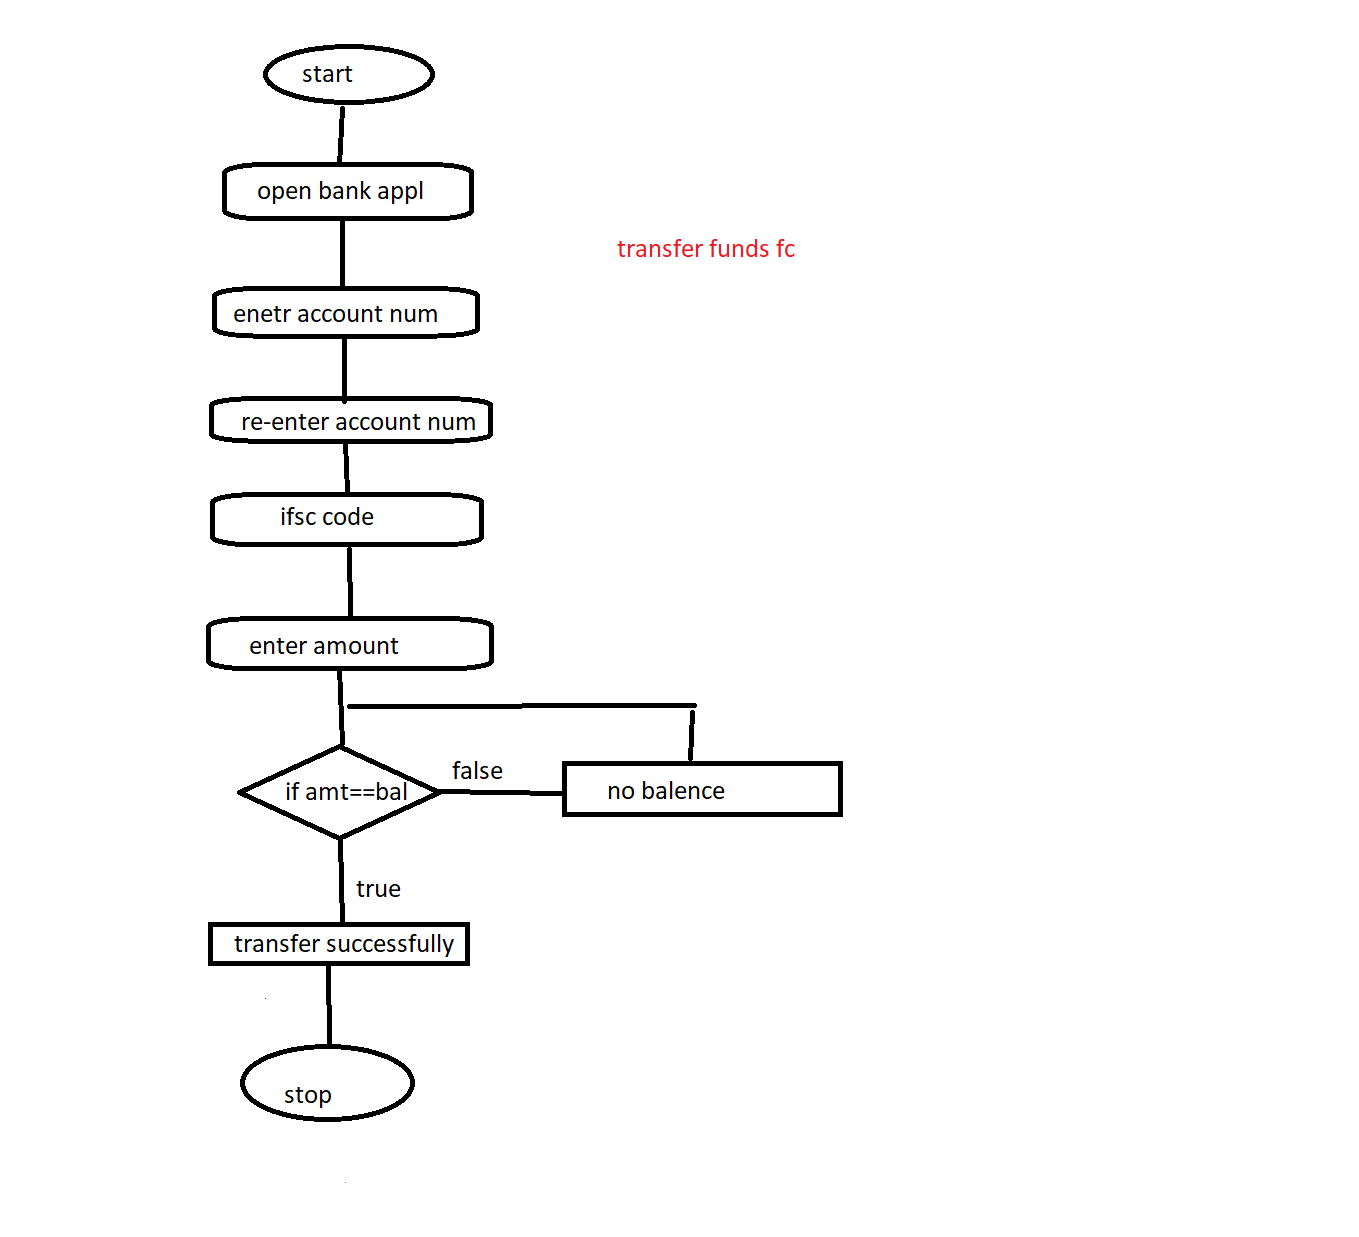 start
open bank appl
transfer funds fc
enetr account num
re-enter account num
ifsc code
enter amount
if amt==bal
false
no balence
true
transfer successfully
stop